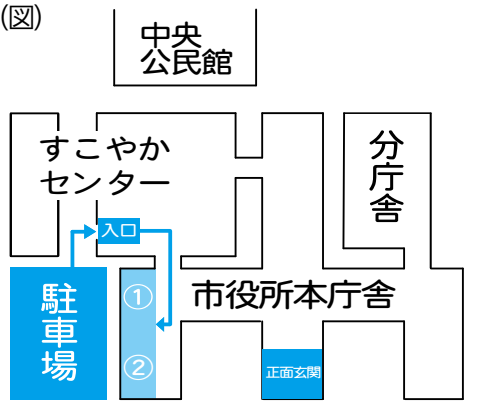 (図)
中央
公民館
すこやか
センター
分庁舎
入口
駐車場
①
②
市役所本庁舎
正面玄関